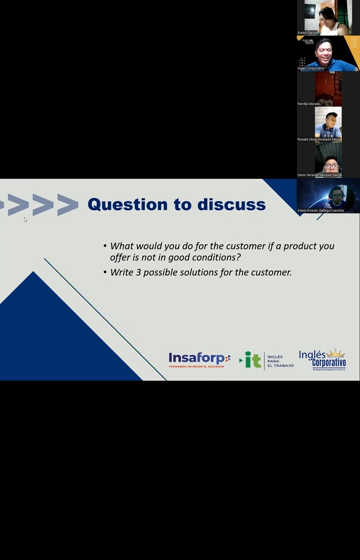 Question to discuss
• What would you do for the customer if a product you
offer is not in good conditions?
• Write 3 possible solutions for the customer.
Insaforp
it
INGLÉS
PARA
EL TRABAJO
Inglés
Corporativo